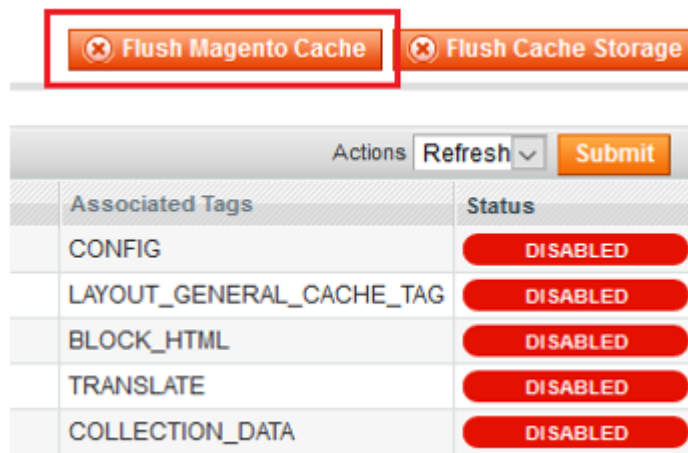 Flush Magento Cache Flush Cache Storage
Actions Refresh Submit
Associated Tags Status
CONFIG DISABLED
LAYOUT_GENERAL_CACHE_TAG DISABLED
BLOCK_HTML DISABLED
TRANSLATE DISABLED
COLLECTION_DATA DISABLED